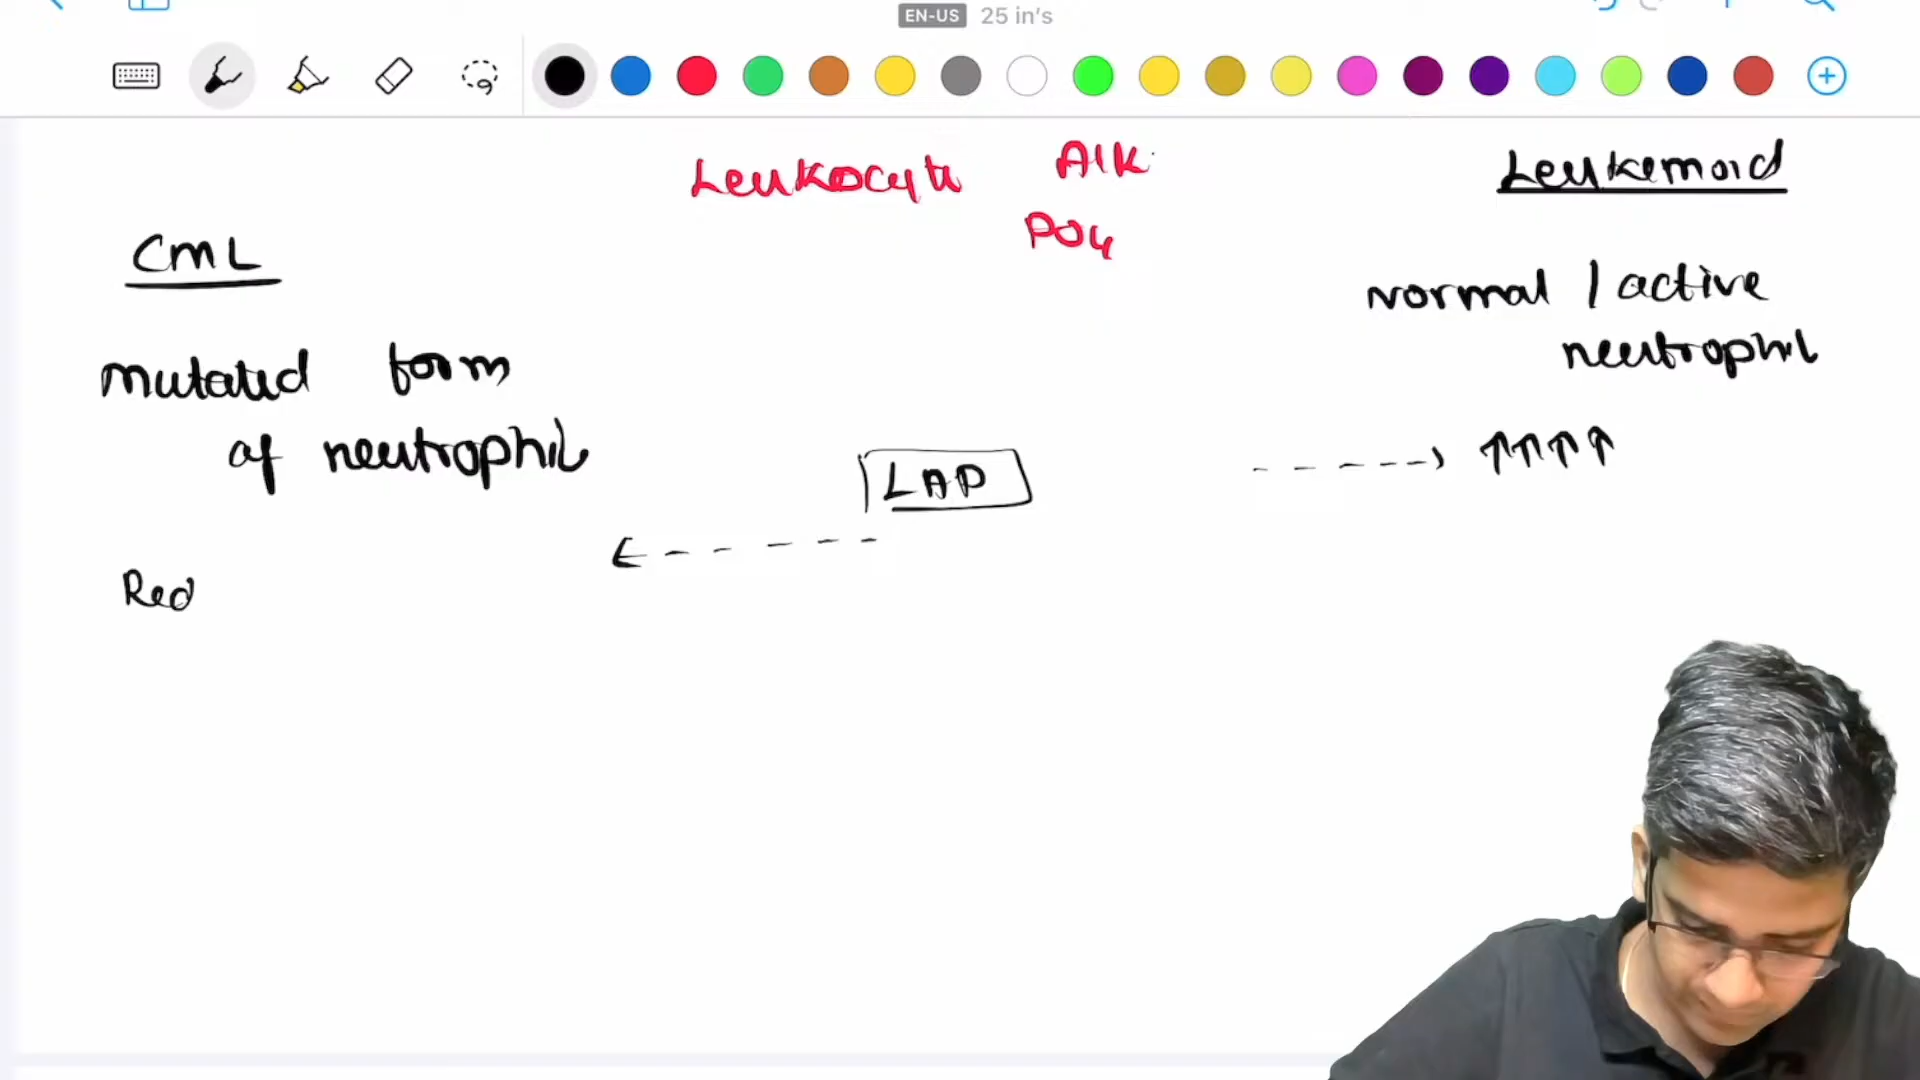 EN-US 25 in's
Leukocyte Alk
PO4
Leukemoid
CML
normal / active
neutrophil
mutated form
of neutrophil
LAP
↑↑↑↑
Red